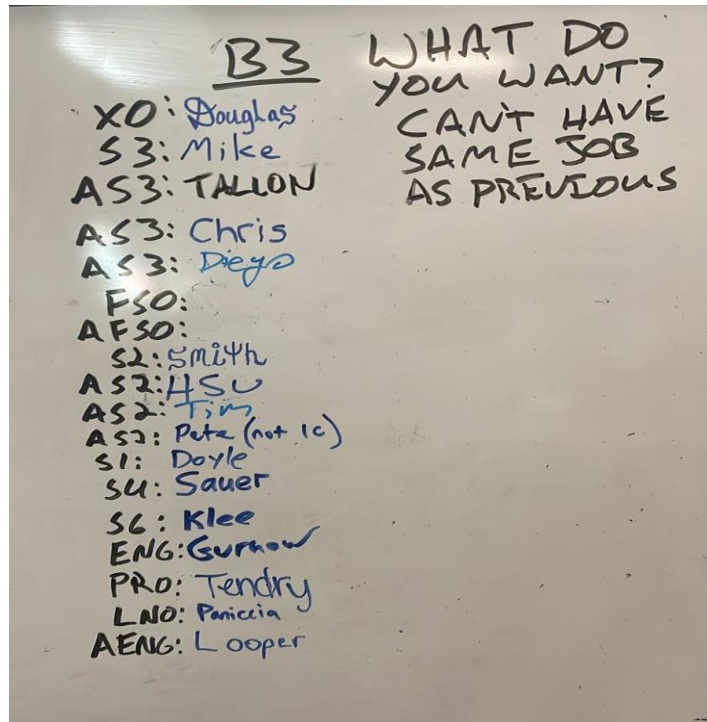 B3
XO: Douglas
S3: Mike
AS3: TALLON
AS3: Chris
AS3: Diego
FSO:
AFSO:
S2: Smith
AS2: HSU
AS2: Tim
AS2: Pete (not IC)
S1: Doyle
S4: Sauer
S6: Klee
ENG: Gurnow
PRO: Tendry
LNO: Paniccia
AENG: Looper
WHAT DO
YOU WANT?
CAN'T HAVE
SAME JOB
AS PREVIOUS